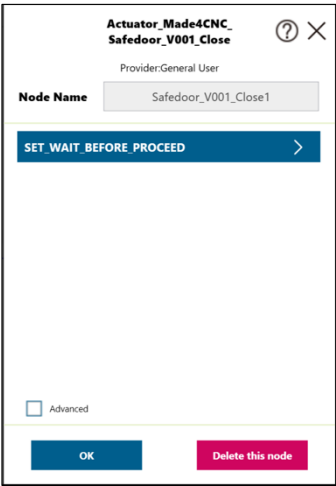 Actuator_Made4CNC_
Safedoor_V001_Close
Provider:General User
Node Name
Safedoor_V001_Close1
SET_WAIT_BEFORE_PROCEED
Advanced
OK
Delete this node